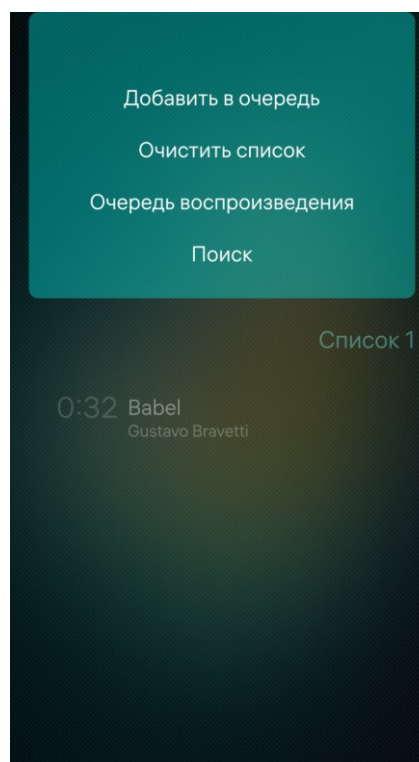 Добавить в очередь
Очистить список
Очередь воспроизведения
Поиск
Список 1
0:32 Babel
Gustavo Bravetti